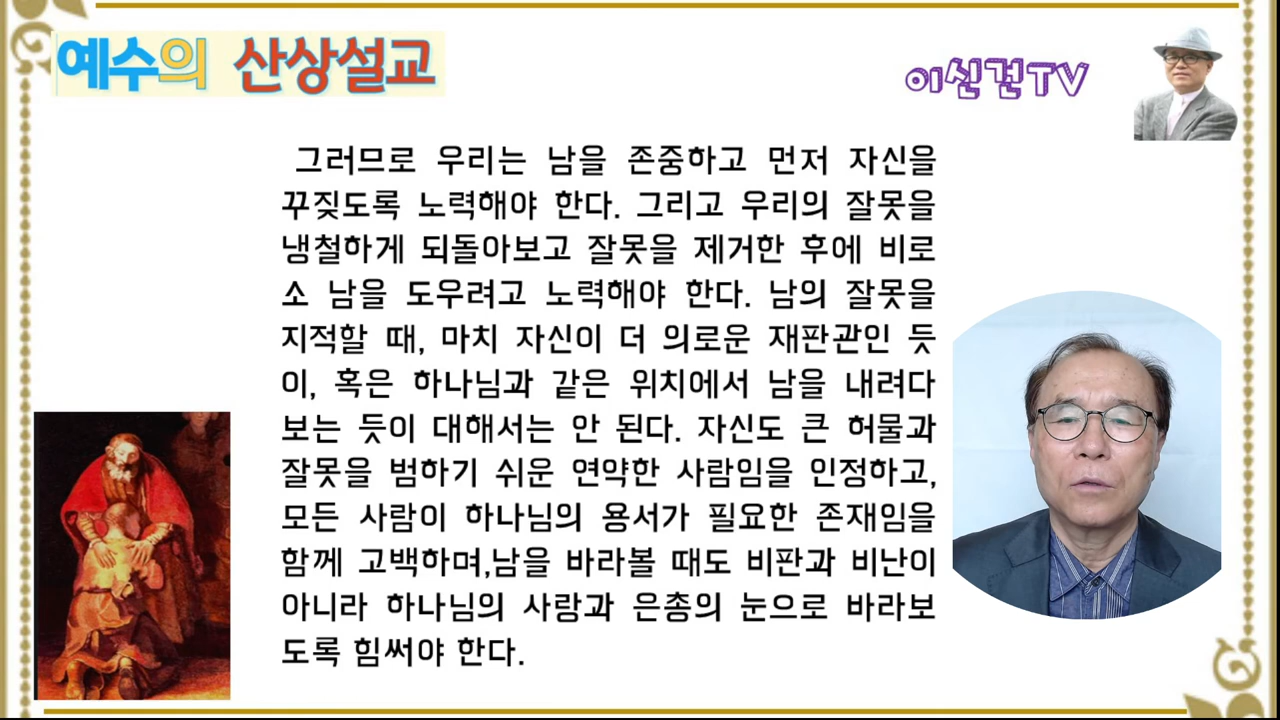 예수의 산상설교
이신건TV
그러므로 우리는 남을 존중하고 먼저 자신을
꾸짖도록 노력해야 한다. 그리고 우리의 잘못을
냉철하게 되돌아보고 잘못을 제거한 후에 비로
소 남을 도우려고 노력해야 한다. 남의 잘못을
지적할 때, 마치 자신이 더 의로운 재판관인 듯
이, 혹은 하나님과 같은 위치에서 남을 내려다
보는 듯이 대해서는 안 된다. 자신도 큰 허물과
잘못을 범하기 쉬운 연약한 사람임을 인정하고,
모든 사람이 하나님의 용서가 필요한 존재임을
함께 고백하며,남을 바라볼 때도 비판과 비난이
아니라 하나님의 사랑과 은총의 눈으로 바라보
도록 힘써야 한다.